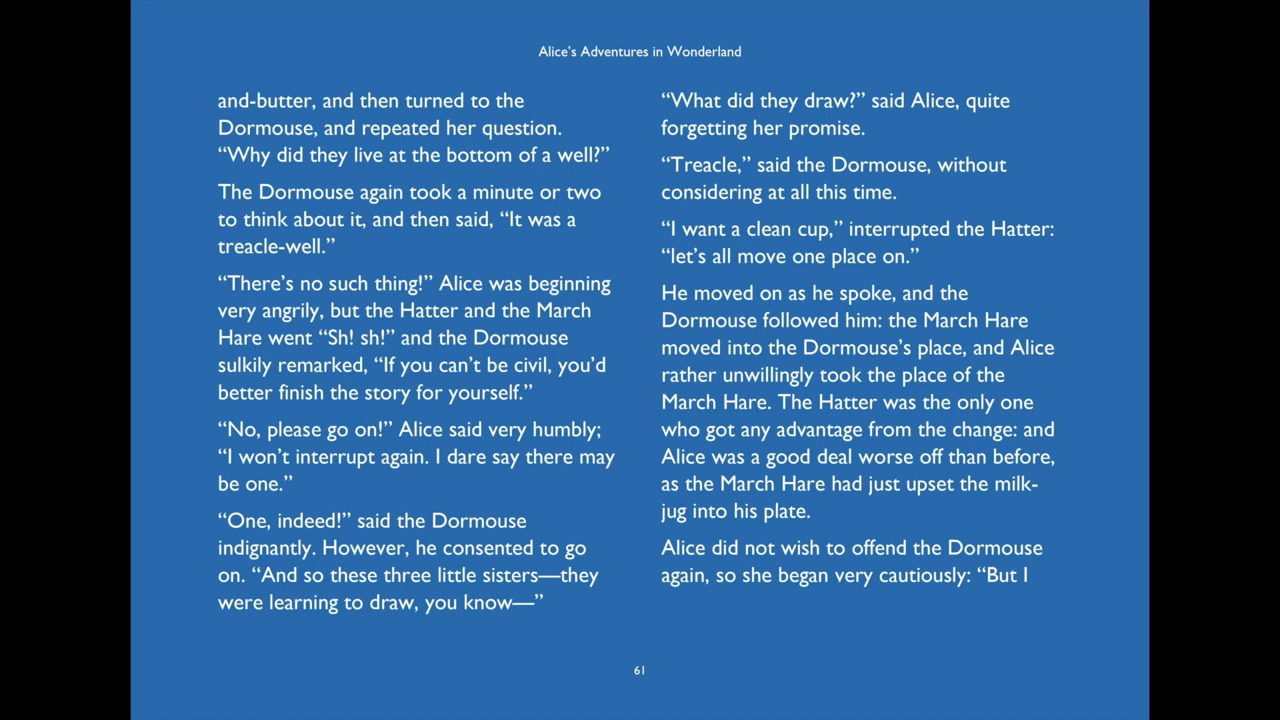 Alice’s Adventures in Wonderland
and-butter, and then turned to the
Dormouse, and repeated her question.
“Why did they live at the bottom of a well?”
The Dormouse again took a minute or two
to think about it, and then said, “It was a
treacle-well.”
“There’s no such thing!” Alice was beginning
very angrily, but the Hatter and the March
Hare went “Sh! sh!” and the Dormouse
sulkily remarked, “If you can’t be civil, you’d
better finish the story for yourself.”
“No, please go on!” Alice said very humbly;
“I won’t interrupt again. I dare say there may
be one.”
“One, indeed!” said the Dormouse
indignantly. However, he consented to go
on. “And so these three little sisters—they
were learning to draw, you know—”
“What did they draw?” said Alice, quite
forgetting her promise.
“Treacle,” said the Dormouse, without
considering at all this time.
“I want a clean cup,” interrupted the Hatter:
“let’s all move one place on.”
He moved on as he spoke, and the
Dormouse followed him: the March Hare
moved into the Dormouse’s place, and Alice
rather unwillingly took the place of the
March Hare. The Hatter was the only one
who got any advantage from the change: and
Alice was a good deal worse off than before,
as the March Hare had just upset the milk-
jug into his plate.
Alice did not wish to offend the Dormouse
again, so she began very cautiously: “But I
61